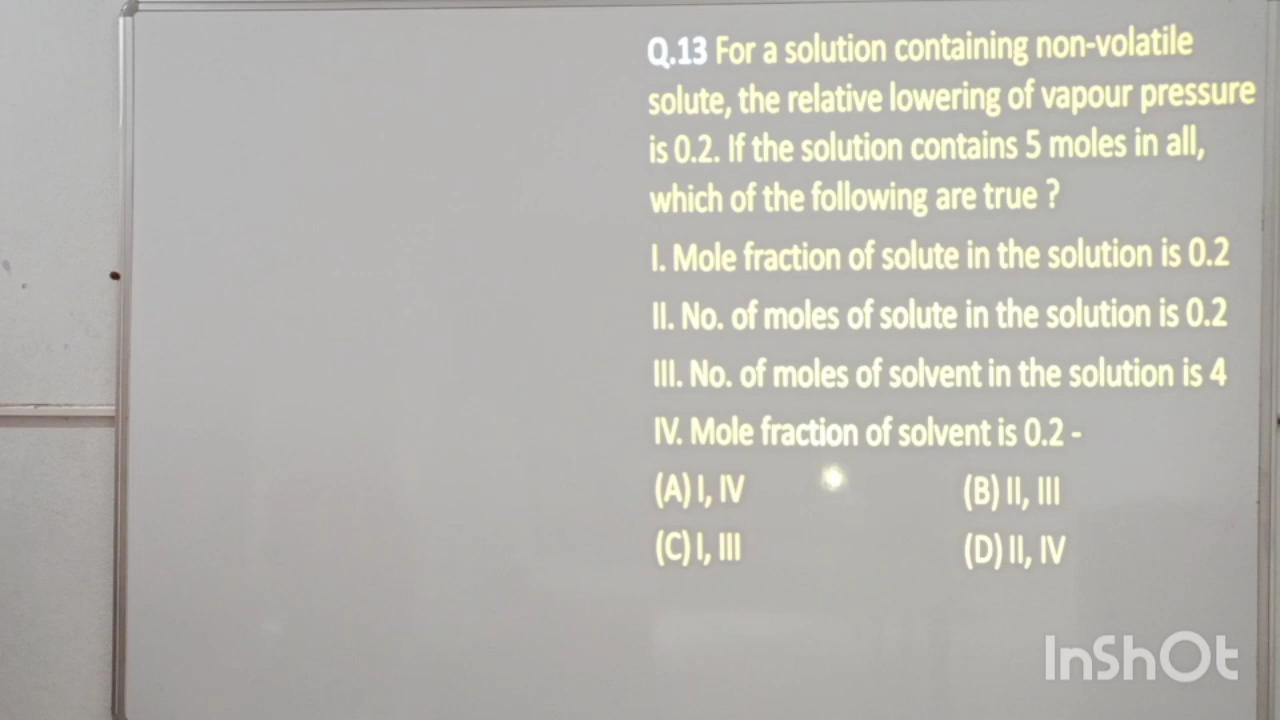 Q.13 For a solution containing non-volatile
solute, the relative lowering of vapour pressure
is 0.2. If the solution contains 5 moles in all,
which of the following are true ?
I. Mole fraction of solute in the solution is 0.2
II. No. of moles of solute in the solution is 0.2
III. No. of moles of solvent in the solution is 4
IV. Mole fraction of solvent is 0.2 -
(A) I, IV (B) II, III
(C) I, III (D) II, IV
InShOt